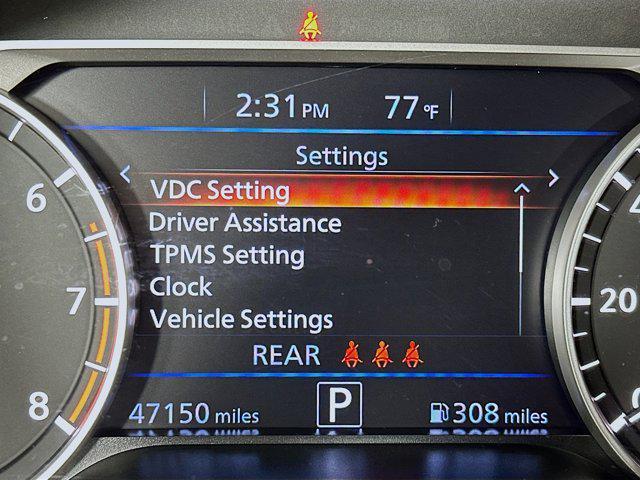 2:31 PM 77 °F
Settings
VDC Setting
Driver Assistance
TPMS Setting
Clock
Vehicle Settings
REAR
47150 miles P 308 miles
6
7
8
20